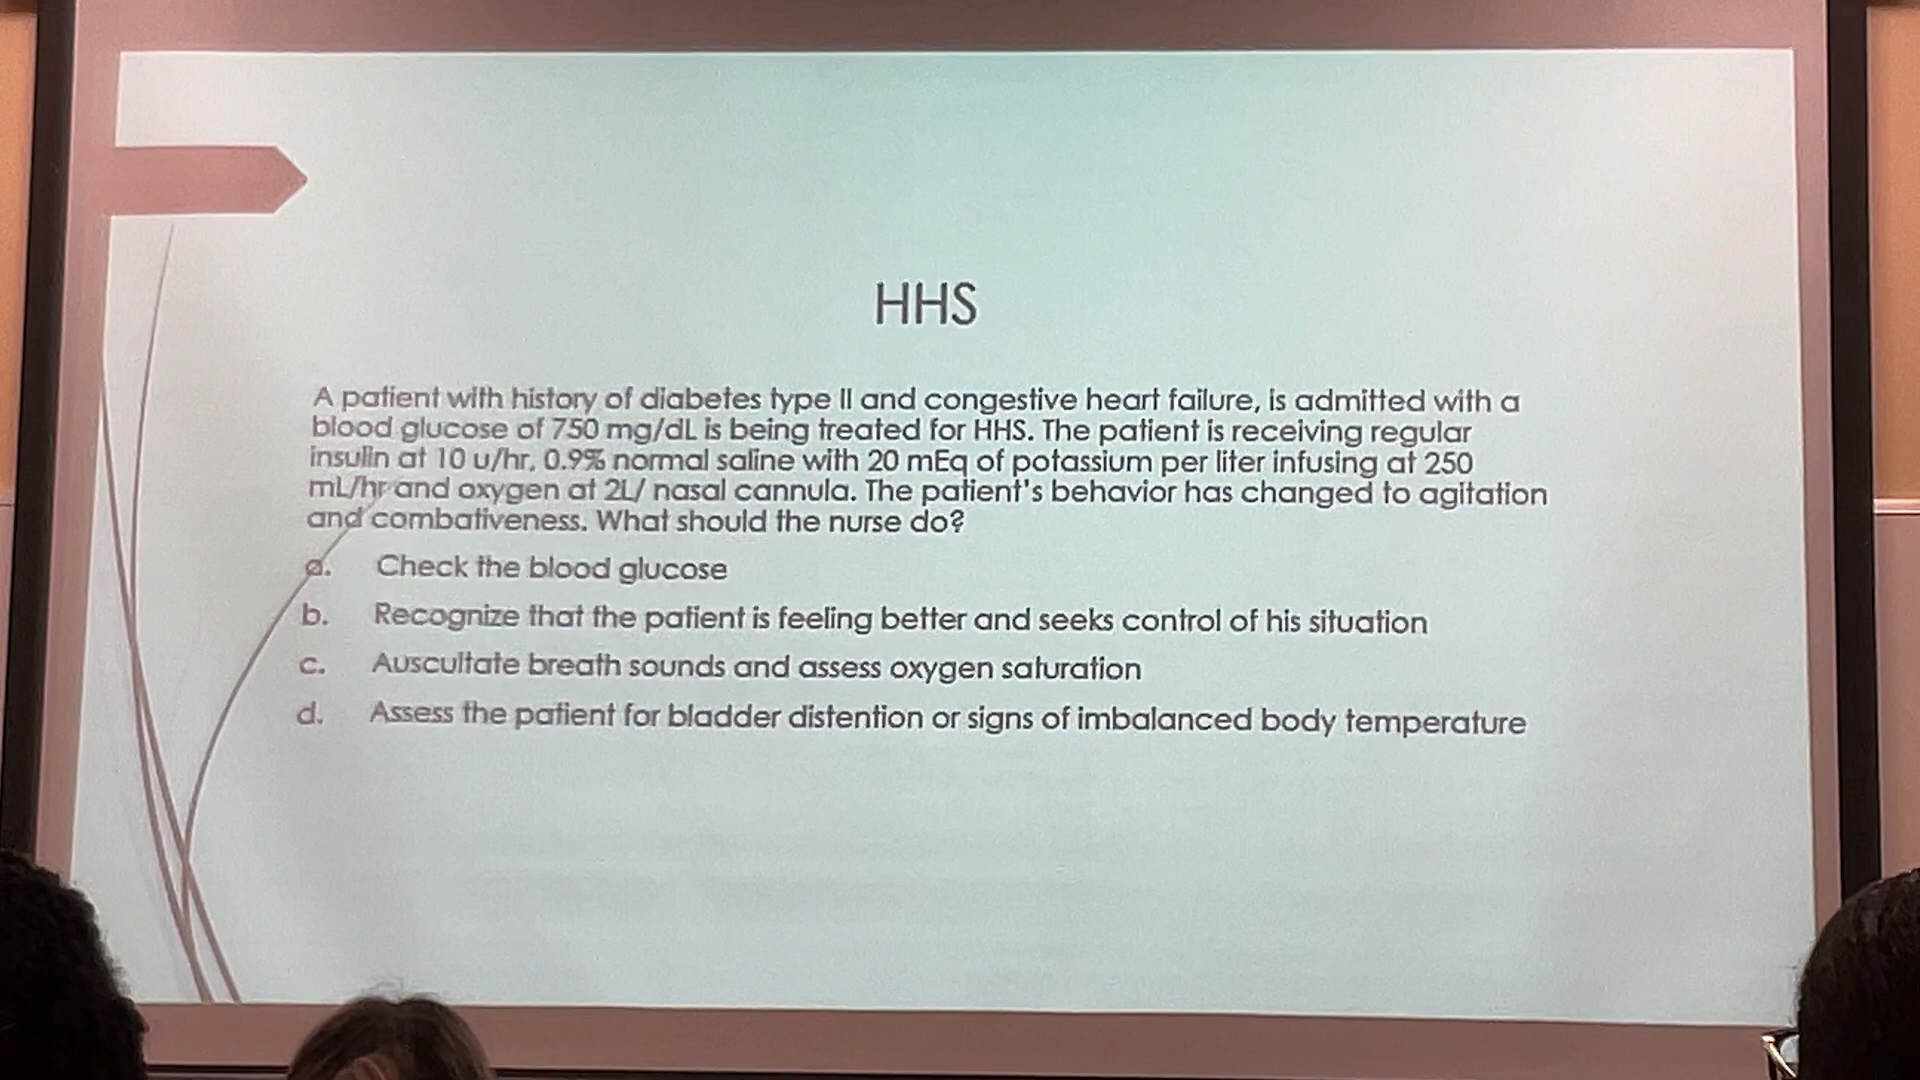 HHS
A patient with history of diabetes type II and congestive heart failure, is admitted with a
blood glucose of 750 mg/dL is being treated for HHS. The patient is receiving regular
insulin at 10 u/hr, 0.9% normal saline with 20 mEq of potassium per liter infusing at 250
mL/hr and oxygen at 2L/ nasal cannula. The patient's behavior has changed to agitation
and combativeness. What should the nurse do?
a. Check the blood glucose
b. Recognize that the patient is feeling better and seeks control of his situation
c. Auscultate breath sounds and assess oxygen saturation
d. Assess the patient for bladder distention or signs of imbalanced body temperature